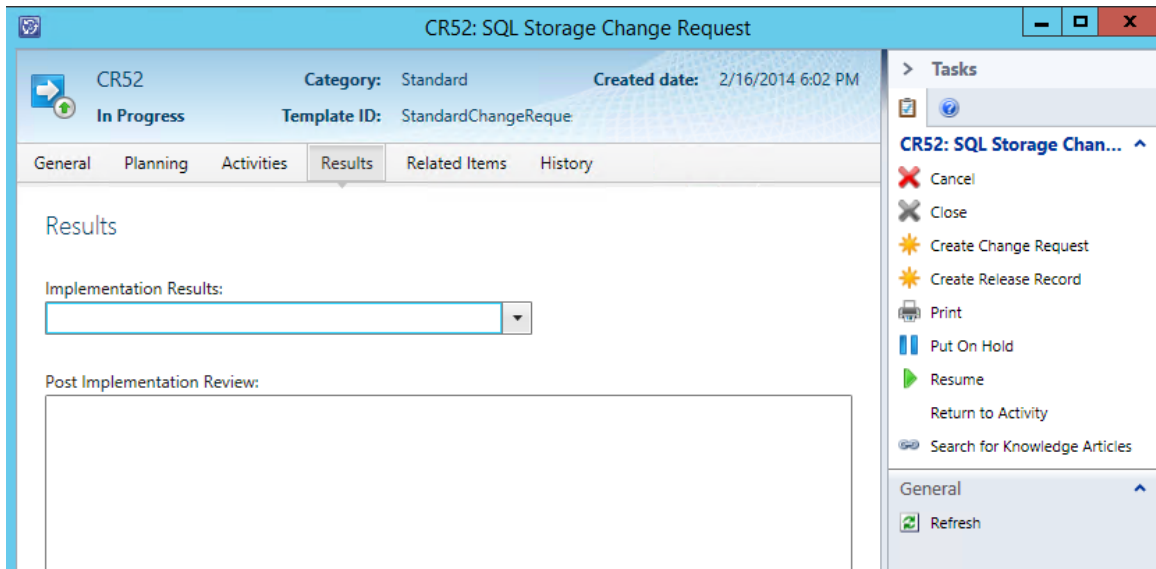 CR52: SQL Storage Change Request
CR52 Category: Standard Created date: 2/16/2014 6:02 PM
In Progress Template ID: StandardChangeReque
General Planning Activities Results Related Items History
Results
Implementation Results:
Post Implementation Review:
Tasks
CR52: SQL Storage Chan...
Cancel
Close
Create Change Request
Create Release Record
Print
Put On Hold
Resume
Return to Activity
Search for Knowledge Articles
General
Refresh